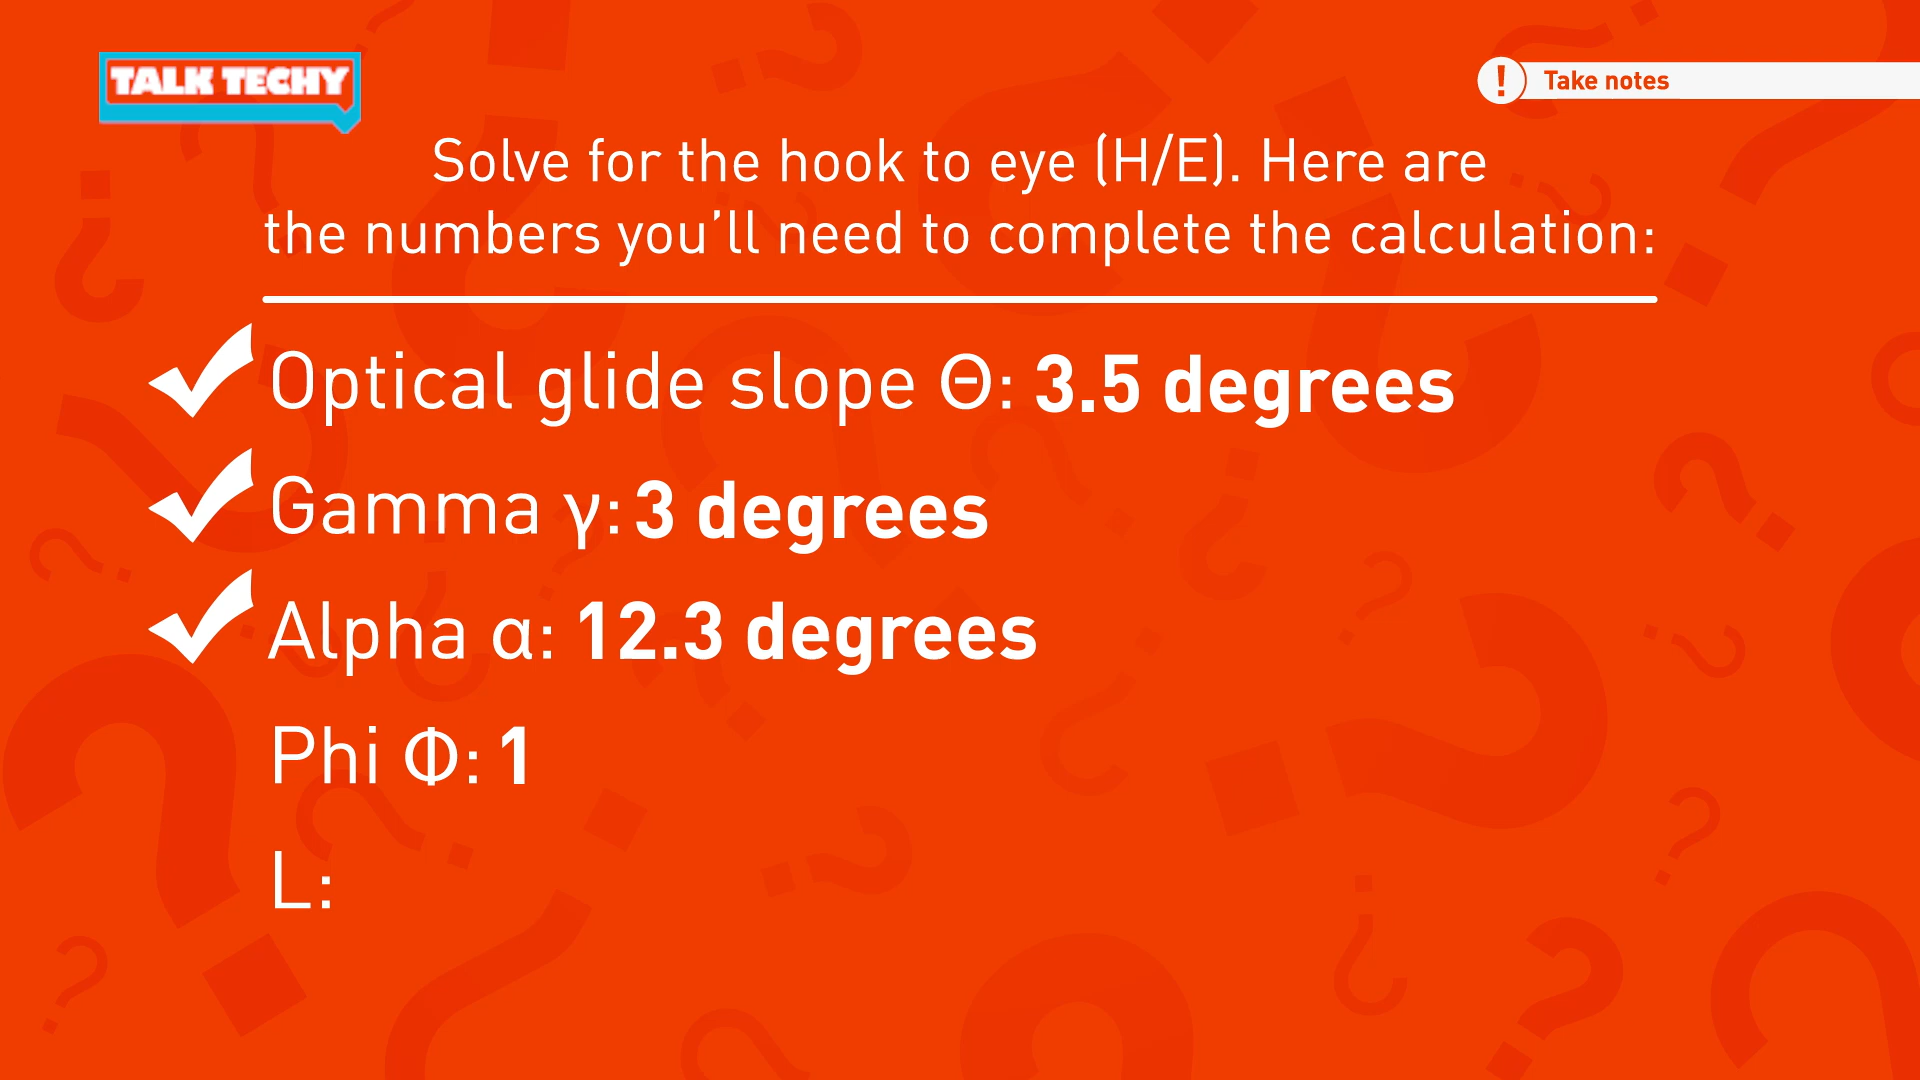 TALK TECHY
! Take notes
Solve for the hook to eye (H/E). Here are
the numbers you’ll need to complete the calculation:
Optical glide slope Θ: 3.5 degrees
Gamma γ: 3 degrees
Alpha α: 12.3 degrees
Phi Φ: 1
L: